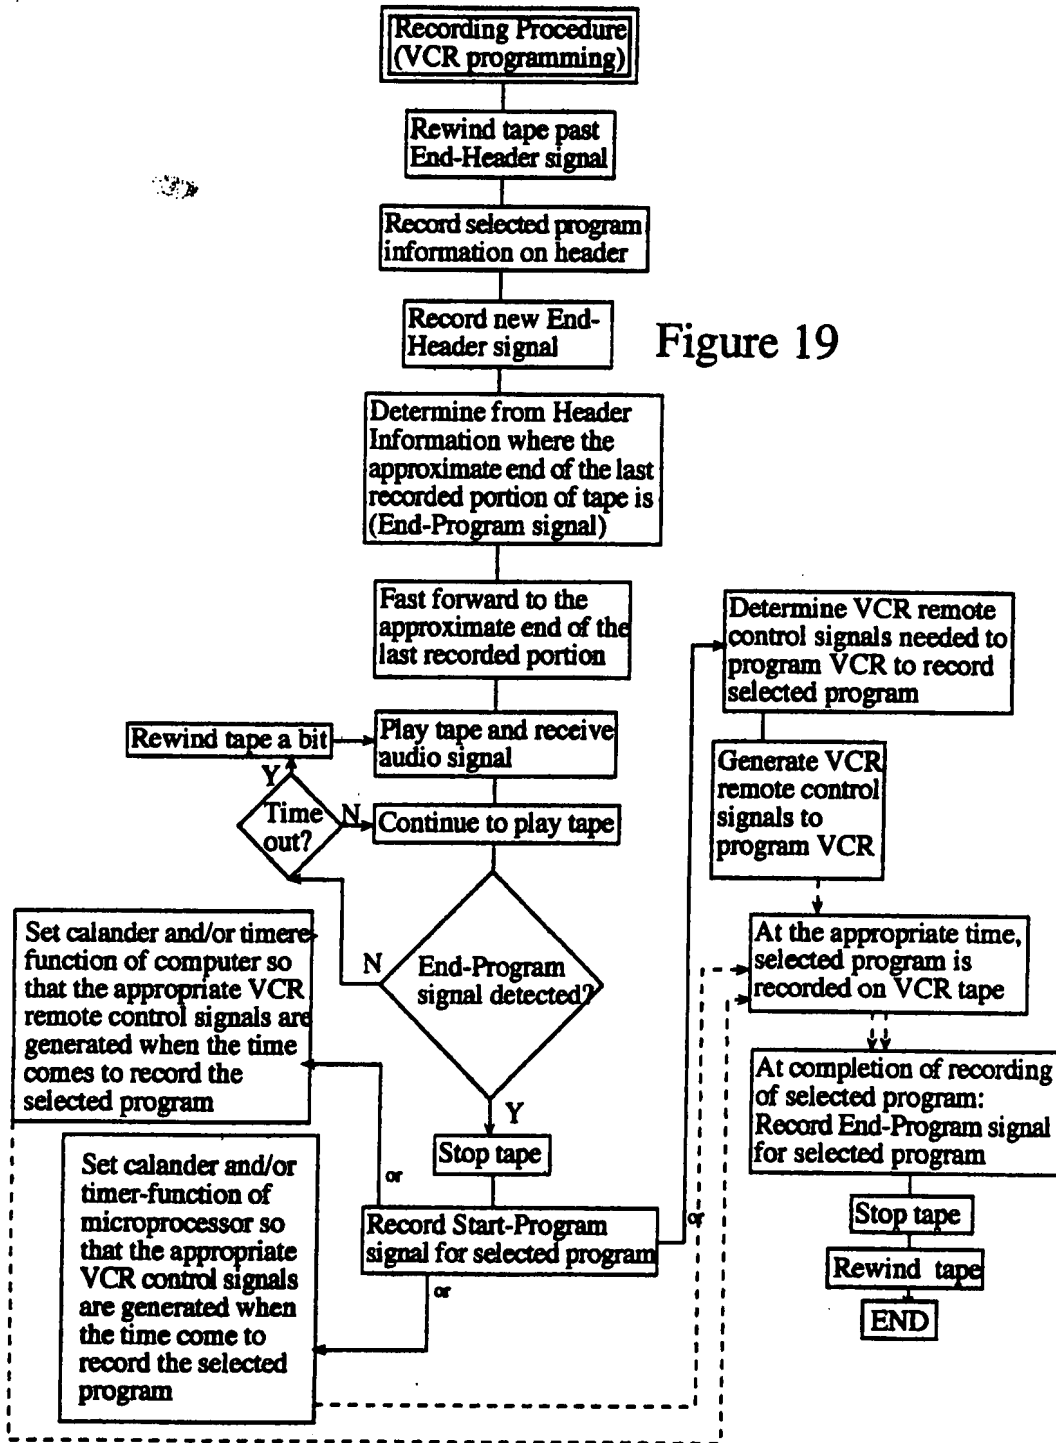 Recording Procedure
(VCR programming)
Rewind tape past
End-Header signal
Record selected program
information on header
Record new End-
Header signal
Figure 19
Determine from Header
Information where the
approximate end of the last
recorded portion of tape is
(End-Program signal)
Fast forward to the
approximate end of the
last recorded portion
Rewind tape a bit
Play tape and receive
audio signal
Y
Time
out?
N
Continue to play tape
N
End-Program
signal detected?
Y
Stop tape
Record Start-Program
signal for selected program
or
Set calander and/or timere
function of computer so
that the appropriate VCR
remote control signals are
generated when the time
comes to record the
selected program
or
Set calander and/or
timer-function of
microprocessor so
that the appropriate
VCR control signals
are generated when
the time come to
record the selected
program
or
Determine VCR remote
control signals needed to
program VCR to record
selected program
Generate VCR
remote control
signals to
program VCR
At the appropriate time,
selected program is
recorded on VCR tape
At completion of recording
of selected program:
Record End-Program signal
for selected program
Stop tape
Rewind tape
END